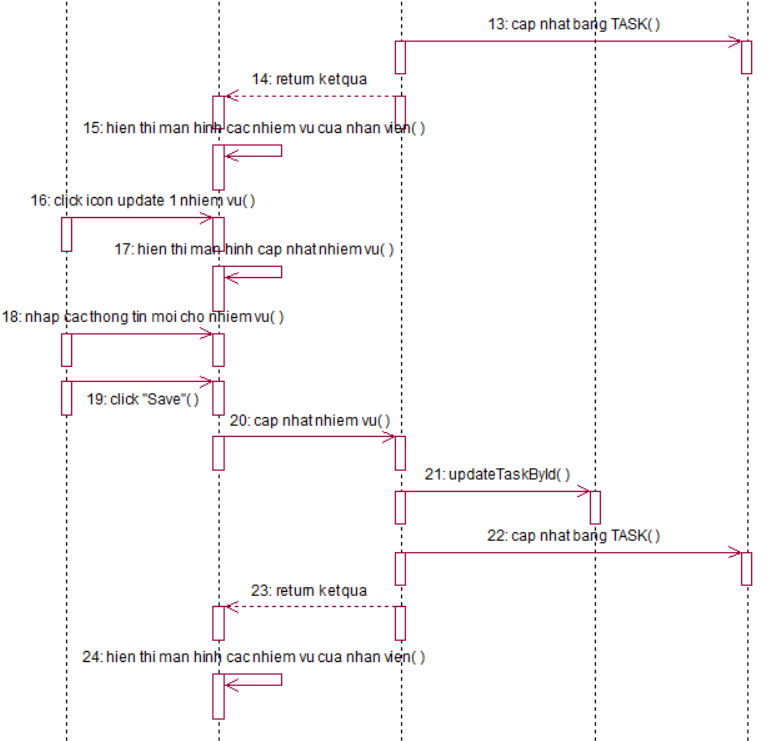 13: cap nhat bang TASK( )
14: return ket qua
15: hien thi man hinh cac nhiem vu cua nhan vien( )
16: click icon update 1 nhiem vu( )
17: hien thi man hinh cap nhat nhiem vu( )
18: nhap cac thong tin moi cho nhiem vu( )
19: click "Save"( )
20: cap nhat nhiem vu( )
21: updateTaskById( )
22: cap nhat bang TASK( )
23: return ket qua
24: hien thi man hinh cac nhiem vu cua nhan vien( )